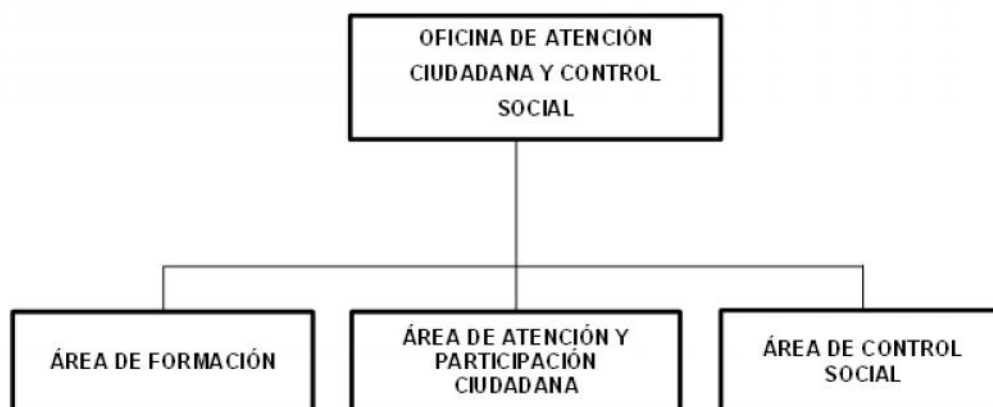 OFICINA DE ATENCIÓN
CIUDADANA Y CONTROL
SOCIAL
ÁREA DE FORMACIÓN
ÁREA DE ATENCIÓN Y
PARTICIPACIÓN
CIUDADANA
ÁREA DE CONTROL
SOCIAL